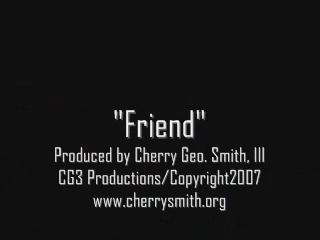 "Friend"
Produced by Cherry Geo. Smith, III
CG3 Productions/Copyright2007
www.cherrysmith.org